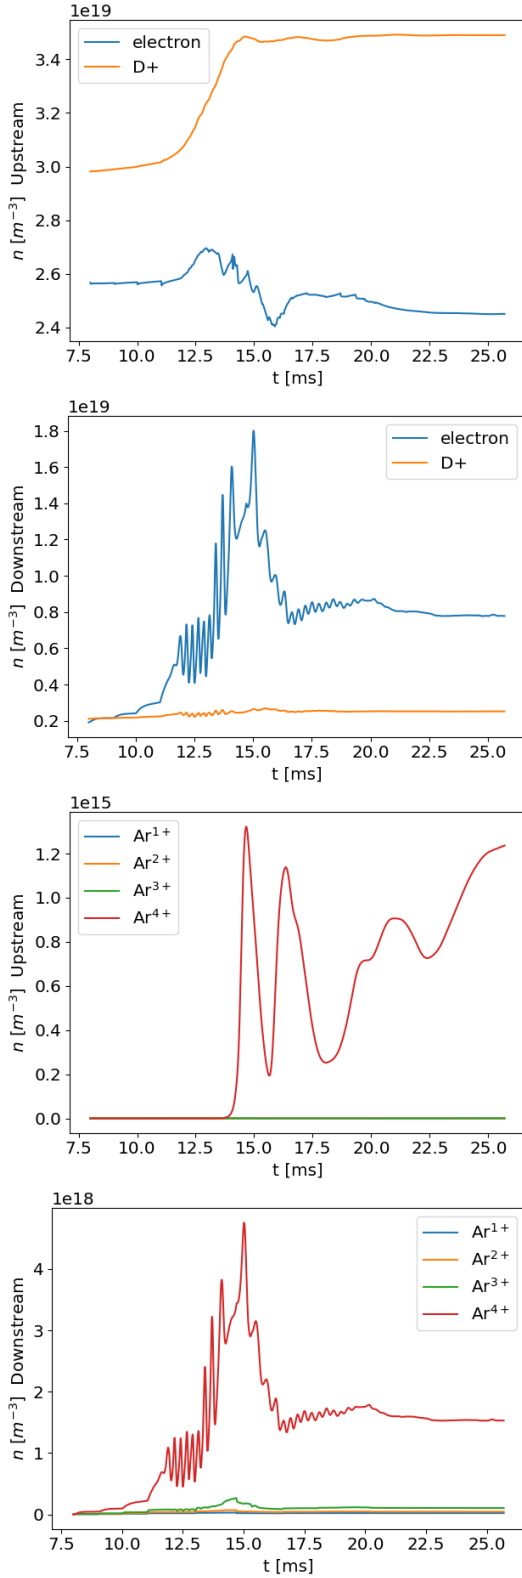 1e19
n [m⁻³] Upstream
3.4
3.2
3.0
2.8
2.6
2.4
electron
D+
7.5 10.0 12.5 15.0 17.5 20.0 22.5 25.0
t [ms]
1e19
n [m⁻³] Downstream
1.8
1.6
1.4
1.2
1.0
0.8
0.6
0.4
0.2
electron
D+
7.5 10.0 12.5 15.0 17.5 20.0 22.5 25.0
t [ms]
1e15
n [m⁻³] Upstream
1.2
1.0
0.8
0.6
0.4
0.2
0.0
Ar¹⁺
Ar²⁺
Ar³⁺
Ar⁴⁺
7.5 10.0 12.5 15.0 17.5 20.0 22.5 25.0
t [ms]
1e18
n [m⁻³] Downstream
4
3
2
1
0
Ar¹⁺
Ar²⁺
Ar³⁺
Ar⁴⁺
7.5 10.0 12.5 15.0 17.5 20.0 22.5 25.0
t [ms]